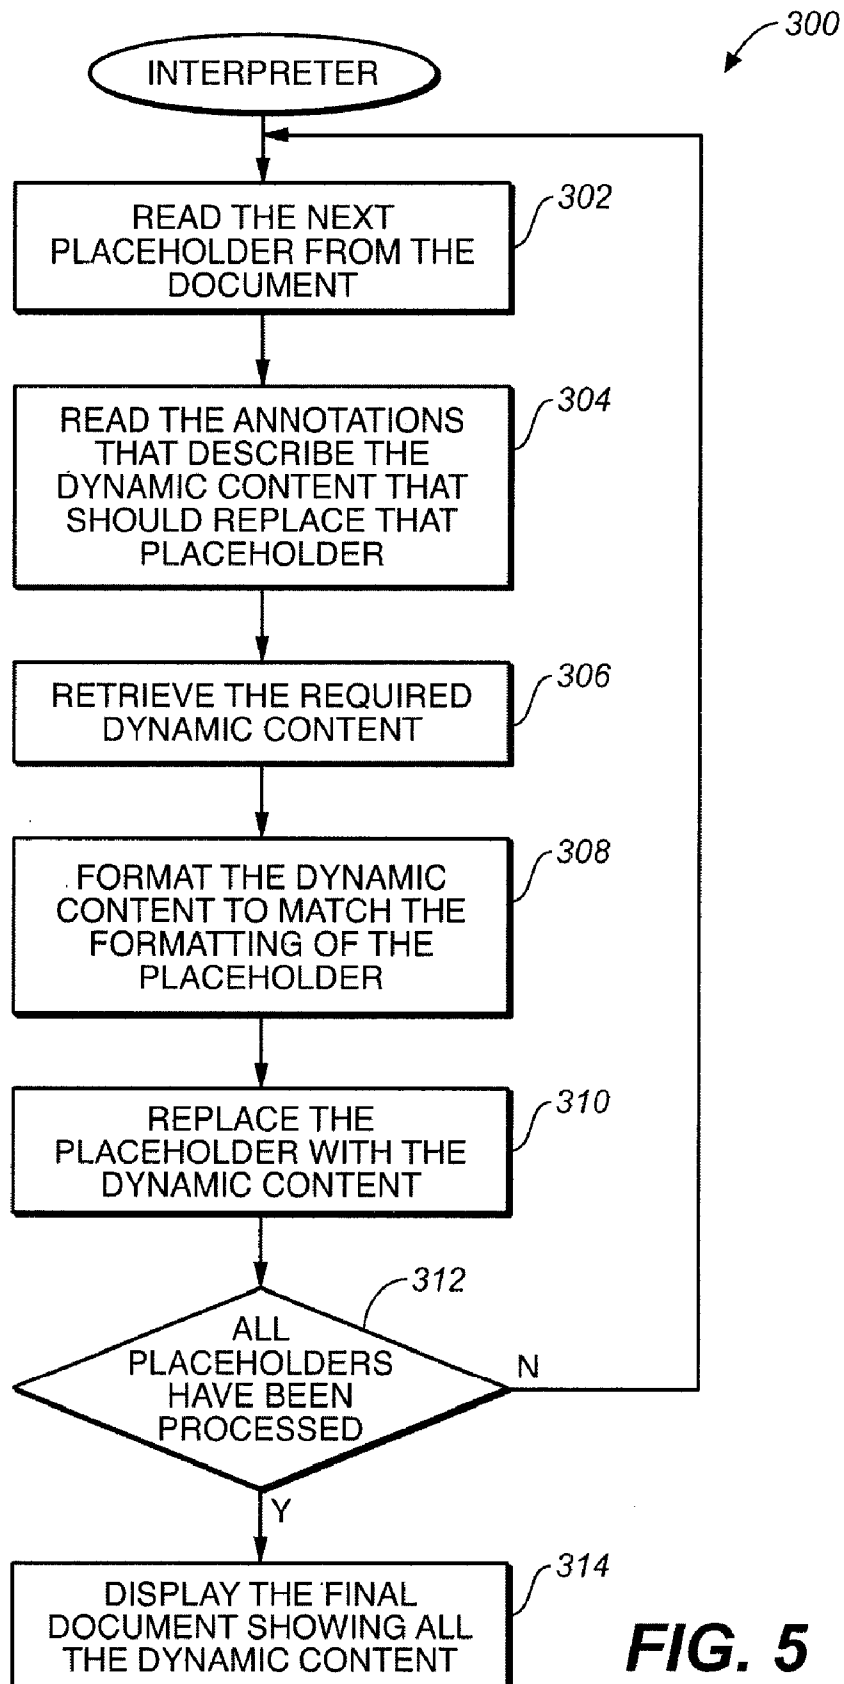 300
INTERPRETER
READ THE NEXT
PLACEHOLDER FROM THE
DOCUMENT
302
READ THE ANNOTATIONS
THAT DESCRIBE THE
DYNAMIC CONTENT THAT
SHOULD REPLACE THAT
PLACEHOLDER
304
RETRIEVE THE REQUIRED
DYNAMIC CONTENT
306
FORMAT THE DYNAMIC
CONTENT TO MATCH THE
FORMATTING OF THE
PLACEHOLDER
308
REPLACE THE
PLACEHOLDER WITH THE
DYNAMIC CONTENT
310
ALL
PLACEHOLDERS
HAVE BEEN
PROCESSED
312
N
Y
DISPLAY THE FINAL
DOCUMENT SHOWING ALL
THE DYNAMIC CONTENT
314
FIG. 5